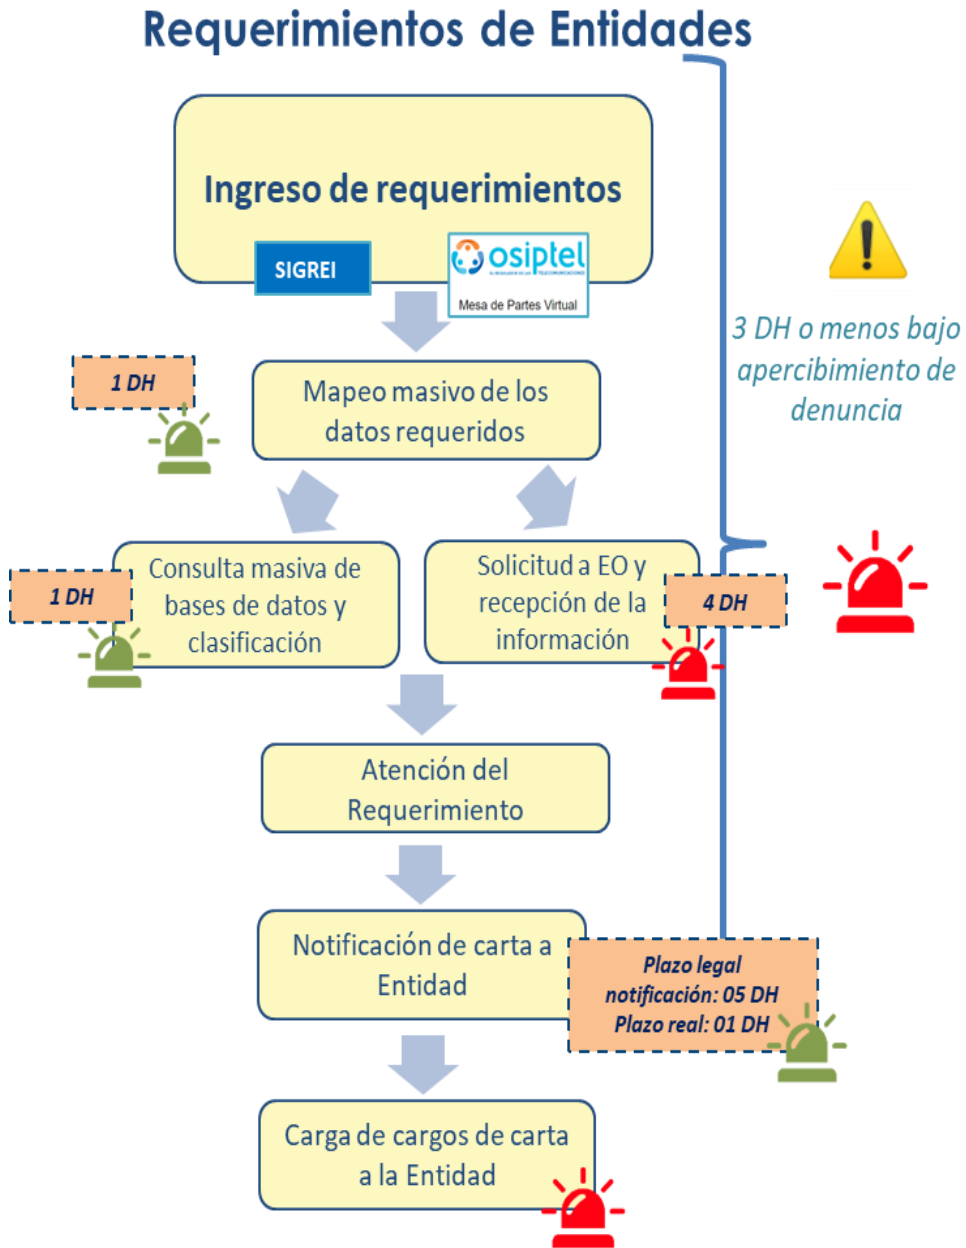 Requerimientos de Entidades
Ingreso de requerimientos
SIGREI
osiptel
Mesa de Partes Virtual
3 DH o menos bajo
apercibimiento de
denuncia
1 DH
Mapeo masivo de los
datos requeridos
1 DH
Consulta masiva de
bases de datos y
clasificación
Solicitud a EO y
recepción de la
información
4 DH
Atención del
Requerimiento
Notificación de carta a
Entidad
Plazo legal
notificación: 05 DH
Plazo real: 01 DH
Carga de cargos de carta
a la Entidad